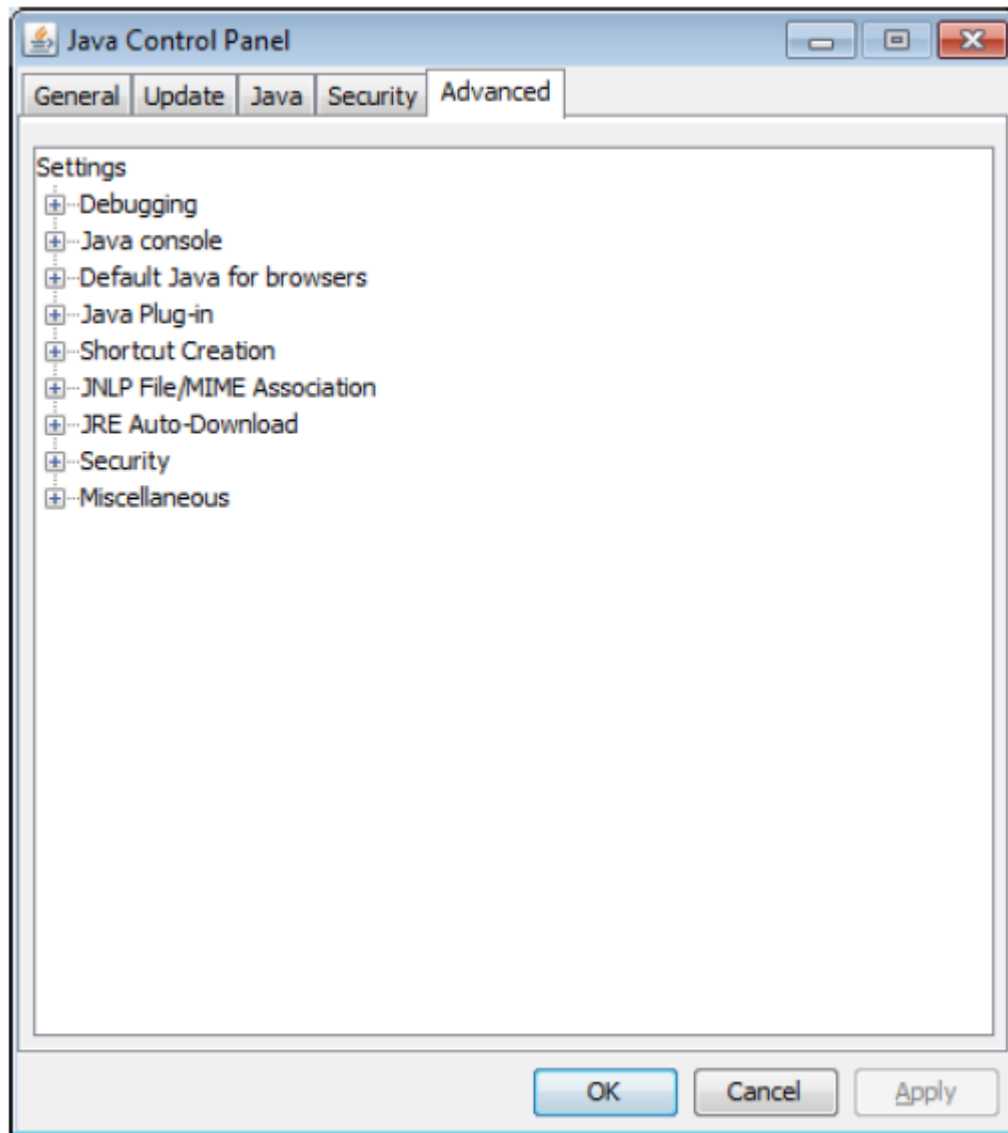 Java Control Panel
General Update Java Security Advanced
Settings
Debugging
Java console
Default Java for browsers
Java Plug-in
Shortcut Creation
JNLP File/MIME Association
JRE Auto-Download
Security
Miscellaneous
OK Cancel Apply